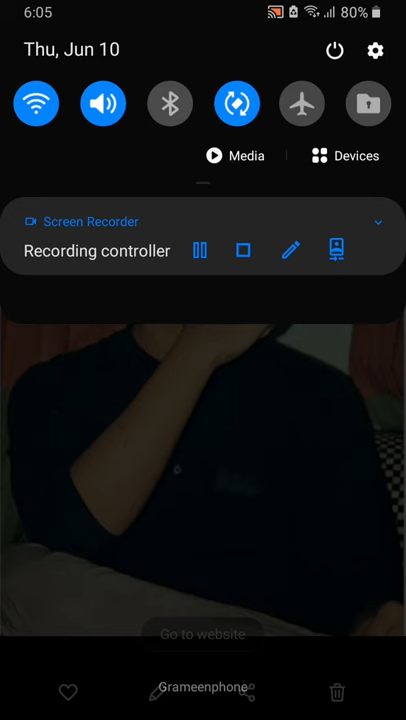 6:05
80%
Thu, Jun 10
Media
Devices
Screen Recorder
Recording controller
Go to website
Grameenphone